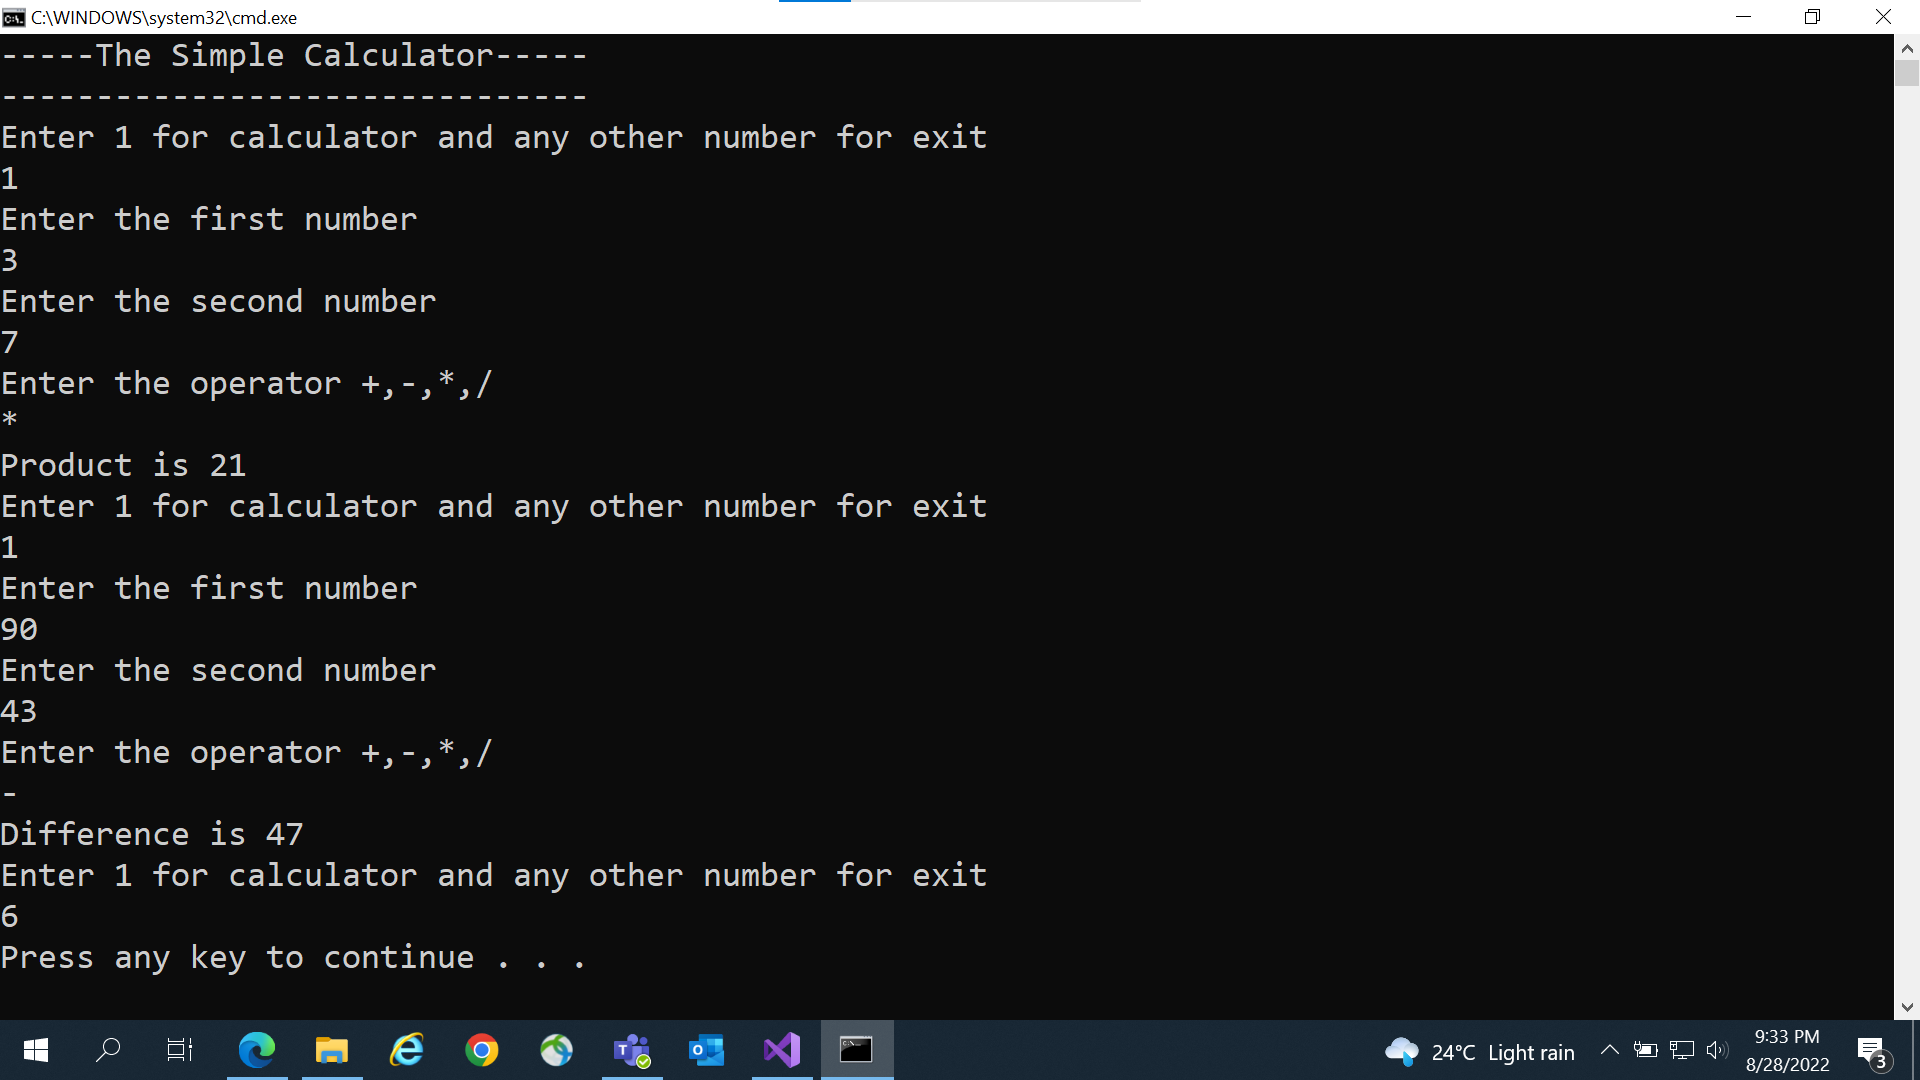 C:\WINDOWS\system32\cmd.exe
-----The Simple Calculator-----
-------------------------------
Enter 1 for calculator and any other number for exit
1
Enter the first number
3
Enter the second number
7
Enter the operator +,-,*,/
*
Product is 21
Enter 1 for calculator and any other number for exit
1
Enter the first number
90
Enter the second number
43
Enter the operator +,-,*,/
-
Difference is 47
Enter 1 for calculator and any other number for exit
6
Press any key to continue . . .
24°C Light rain
9:33 PM
8/28/2022
3